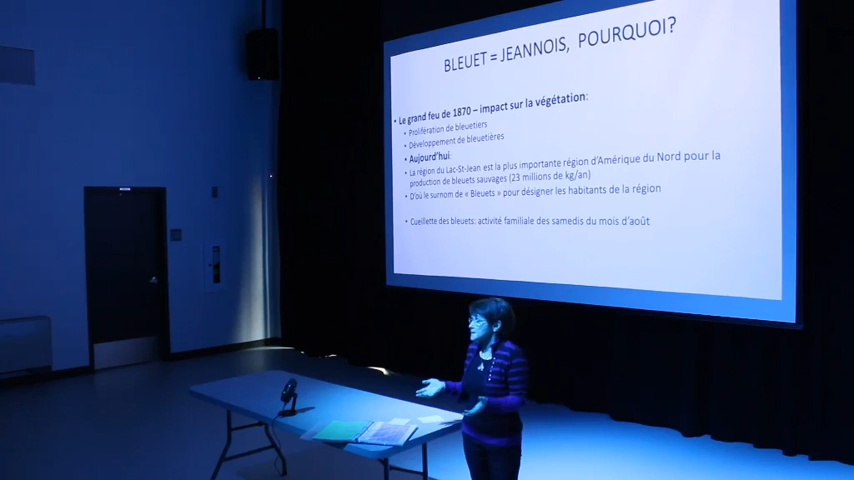 BLEUET = JEANNOIS, POURQUOI?
• Le grand feu de 1870 – impact sur la végétation:
• Prolifération de bleuetiers
• Développement de bleuetières
• Aujourd'hui:
• La région du Lac-St-Jean est la plus importante région d'Amérique du Nord pour la
production de bleuets sauvages (23 millions de kg/an)
• D'où le surnom de « Bleuets » pour désigner les habitants de la région
• Cueillette des bleuets: activité familiale des samedis du mois d'août